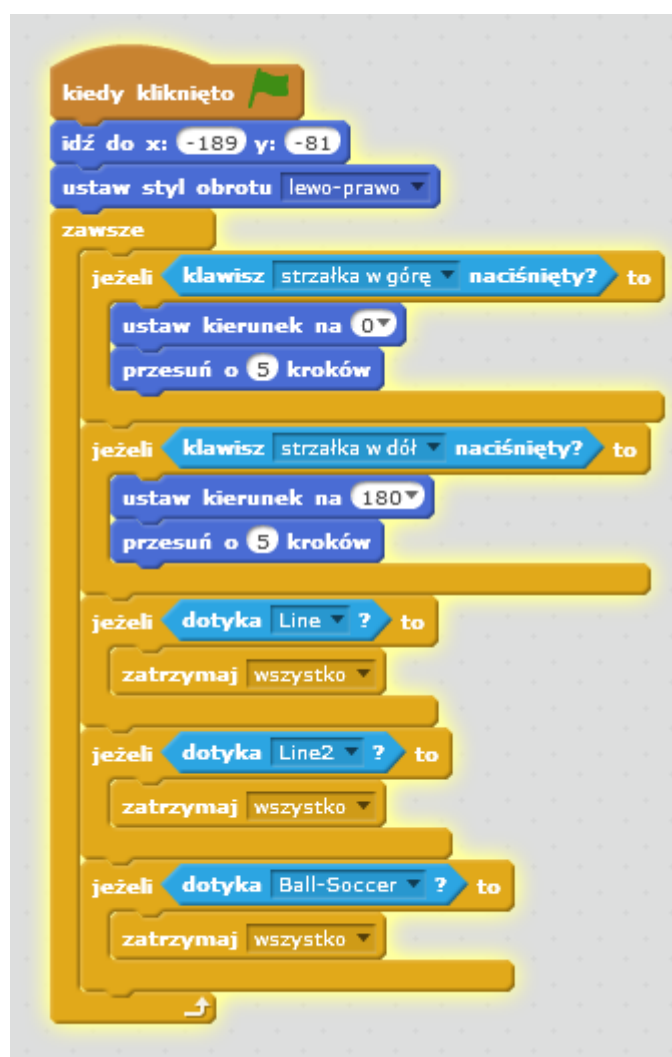 kiedy kliknięto
idź do x: -189 y: -81
ustaw styl obrotu lewo-prawo
zawsze
jeżeli klawisz strzałka w górę naciśnięty? to
ustaw kierunek na 0
przesuń o 5 kroków
jeżeli klawisz strzałka w dół naciśnięty? to
ustaw kierunek na 180
przesuń o 5 kroków
jeżeli dotyka Line ? to
zatrzymaj wszystko
jeżeli dotyka Line2 ? to
zatrzymaj wszystko
jeżeli dotyka Ball-Soccer ? to
zatrzymaj wszystko